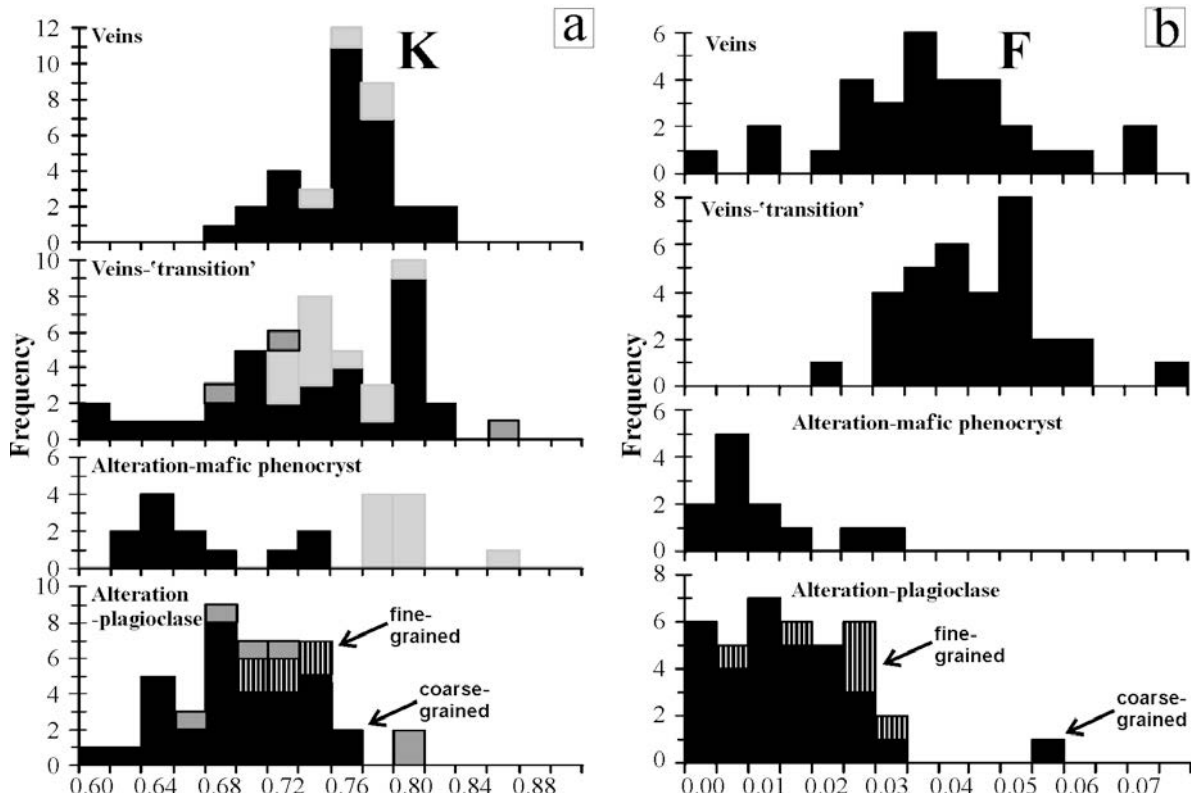 a
K
Veins
12
10
8
6
4
2
0
Veins-‘transition’
10
8
6
4
2
0
Frequency
Alteration-mafic phenocryst
6
4
2
0
Alteration
-plagioclase
10
8
6
4
2
0
fine-
grained
coarse-
grained
0.60 0.64 0.68 0.72 0.76 0.80 0.84 0.88
b
F
Veins
6
4
2
0
Veins-‘transition’
8
6
4
2
0
Frequency
Alteration-mafic phenocryst
6
4
2
0
Alteration-plagioclase
8
6
4
2
0
fine-
grained
coarse-
grained
0.00 0.01 0.02 0.03 0.04 0.05 0.06 0.07